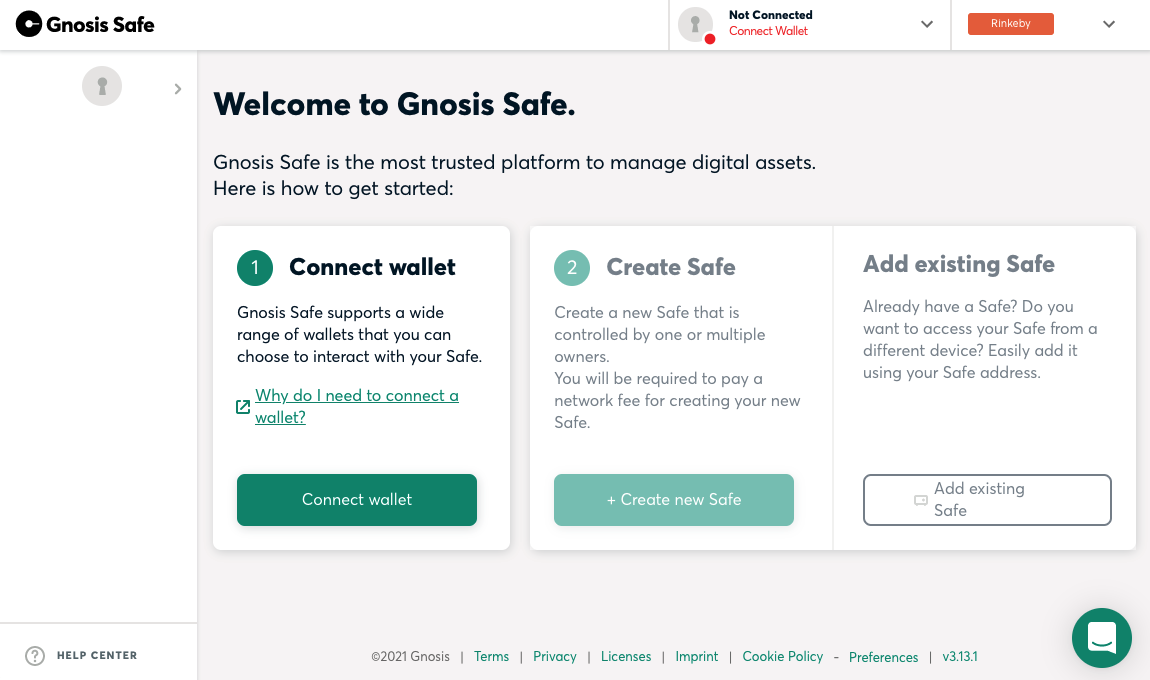 Gnosis Safe
Not Connected
Connect Wallet
Rinkeby
Welcome to Gnosis Safe.
Gnosis Safe is the most trusted platform to manage digital assets.
Here is how to get started:
1 Connect wallet
Gnosis Safe supports a wide
range of wallets that you can
choose to interact with your Safe.
Why do I need to connect a
wallet?
Connect wallet
2 Create Safe
Create a new Safe that is
controlled by one or multiple
owners.
You will be required to pay a
network fee for creating your new
Safe.
+ Create new Safe
Add existing Safe
Already have a Safe? Do you
want to access your Safe from a
different device? Easily add it
using your Safe address.
Add existing
Safe
? HELP CENTER
©2021 Gnosis | Terms | Privacy | Licenses | Imprint | Cookie Policy - Preferences | v3.13.1